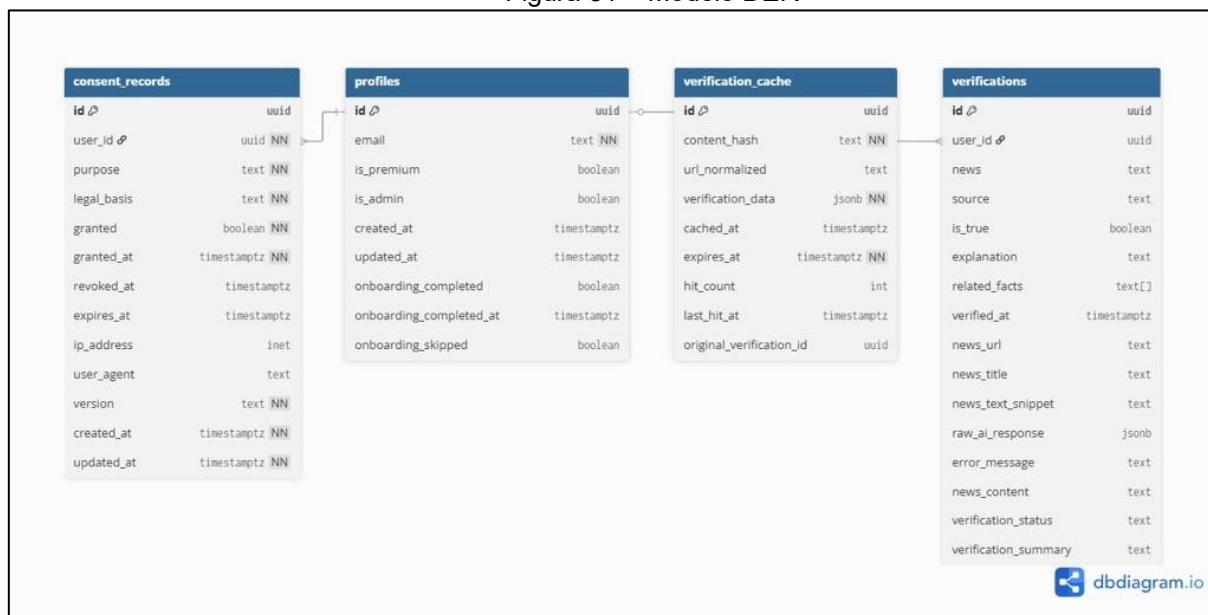 consent_records
id uuid
user_id uuid NN
purpose text NN
legal_basis text NN
granted boolean NN
granted_at timestamptz NN
revoked_at timestamptz
expires_at timestamptz
ip_address inet
user_agent text
version text NN
created_at timestamptz NN
updated_at timestamptz NN
profiles
id uuid
email text NN
is_premium boolean
is_admin boolean
created_at timestamptz
updated_at timestamptz
onboarding_completed boolean
onboarding_completed_at timestamptz
onboarding_skipped boolean
verification_cache
id uuid
content_hash text NN
url_normalized text
verification_data jsonb NN
cached_at timestamptz
expires_at timestamptz NN
hit_count int
last_hit_at timestamptz
original_verification_id uuid
verifications
id uuid
user_id uuid
news text
source text
is_true boolean
explanation text
related_facts text[]
verified_at timestamptz
news_url text
news_title text
news_text_snippet text
raw_ai_response jsonb
error_message text
news_content text
verification_status text
verification_summary text
dbdiagram.io